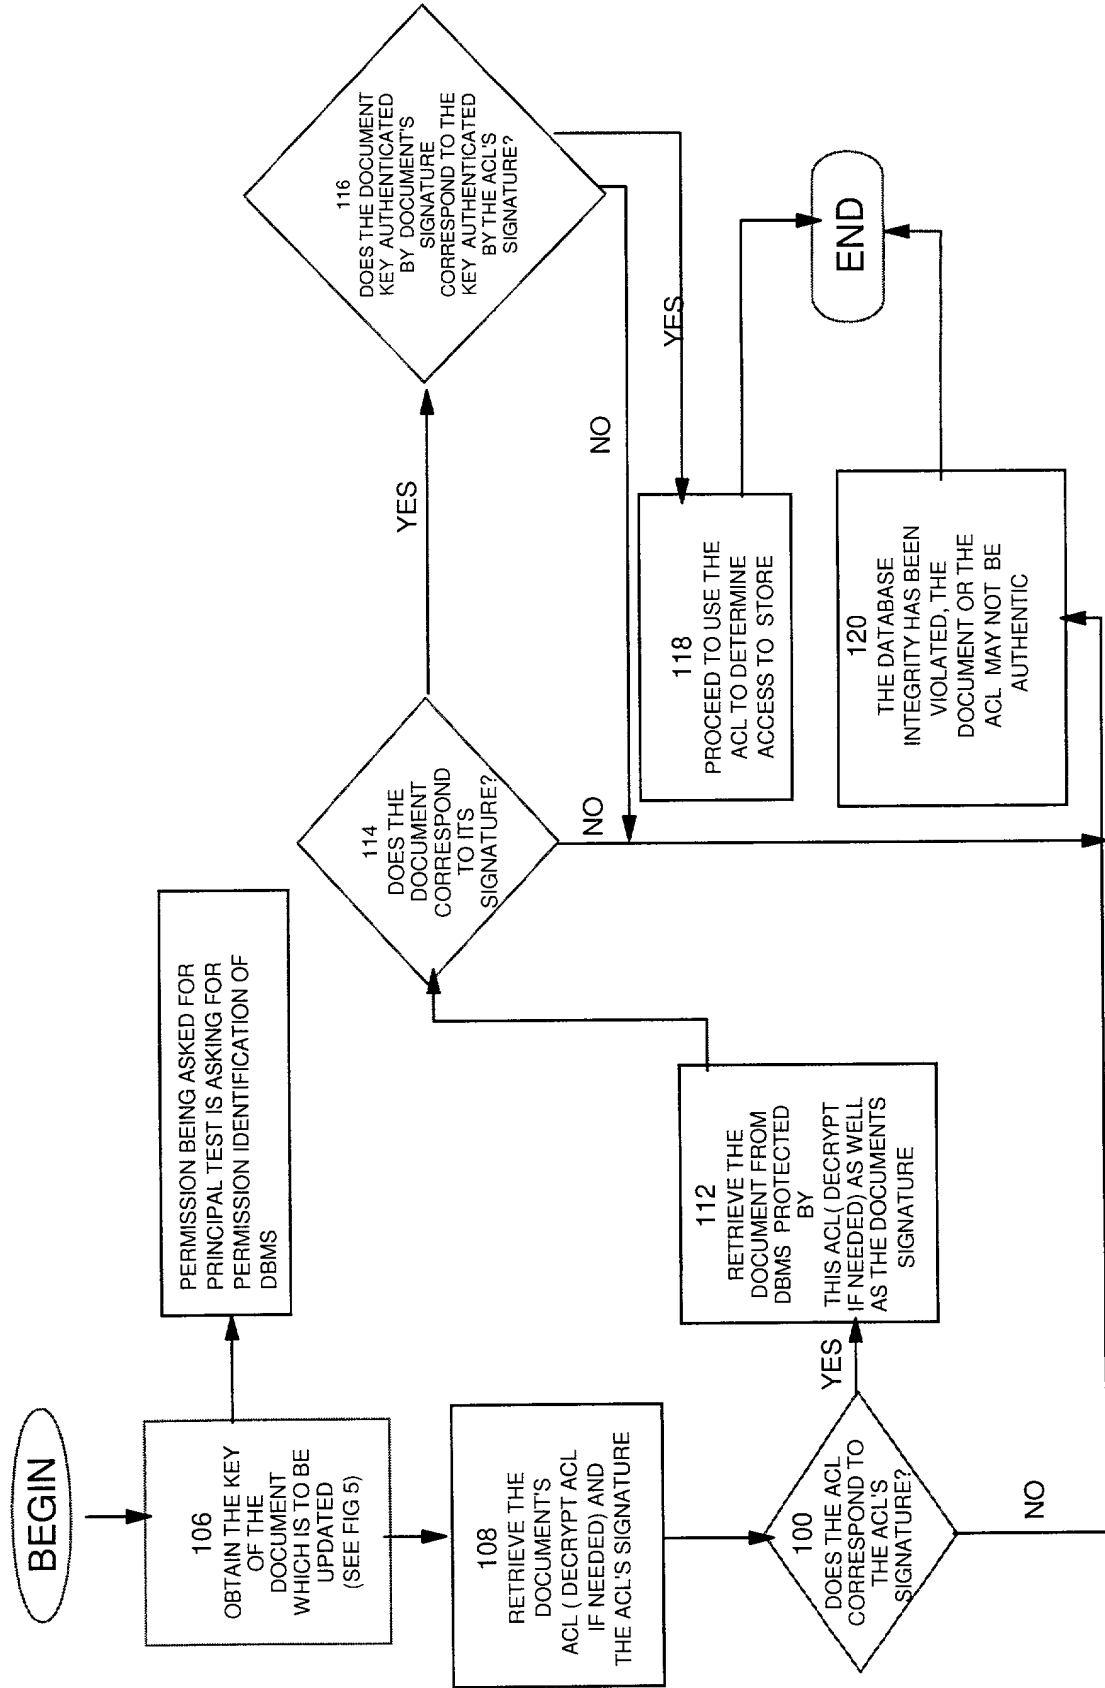 BEGIN
106
OBTAIN THE KEY
OF THE
DOCUMENT
WHICH IS TO BE
UPDATED
(SEE FIG 5)
PERMISSION BEING ASKED FOR
PRINCIPAL TEST IS ASKING FOR
PERMISSION IDENTIFICATION OF
DBMS
108
RETRIEVE THE
DOCUMENT'S
ACL ( DECRYPT ACL
IF NEEDED) AND
THE ACL'S SIGNATURE
100
DOES THE ACL
CORRESPOND TO
THE ACL'S
SIGNATURE?
YES
NO
112
RETRIEVE THE
DOCUMENT FROM
DBMS PROTECTED
BY
THIS ACL( DECRYPT
IF NEEDED) AS WELL
AS THE DOCUMENTS
SIGNATURE
114
DOES THE
DOCUMENT
CORRESPOND
TO ITS
SIGNATURE?
YES
NO
116
DOES THE DOCUMENT
KEY AUTHENTICATED
BY DOCUMENT'S
SIGNATURE
CORRESPOND TO THE
KEY AUTHENTICATED
BY THE ACL'S
SIGNATURE?
NO
YES
118
PROCEED TO USE THE
ACL TO DETERMINE
ACCESS TO STORE
120
THE DATABASE
INTEGRITY HAS BEEN
VIOLATED, THE
DOCUMENT OR THE
ACL MAY NOT BE
AUTHENTIC
END